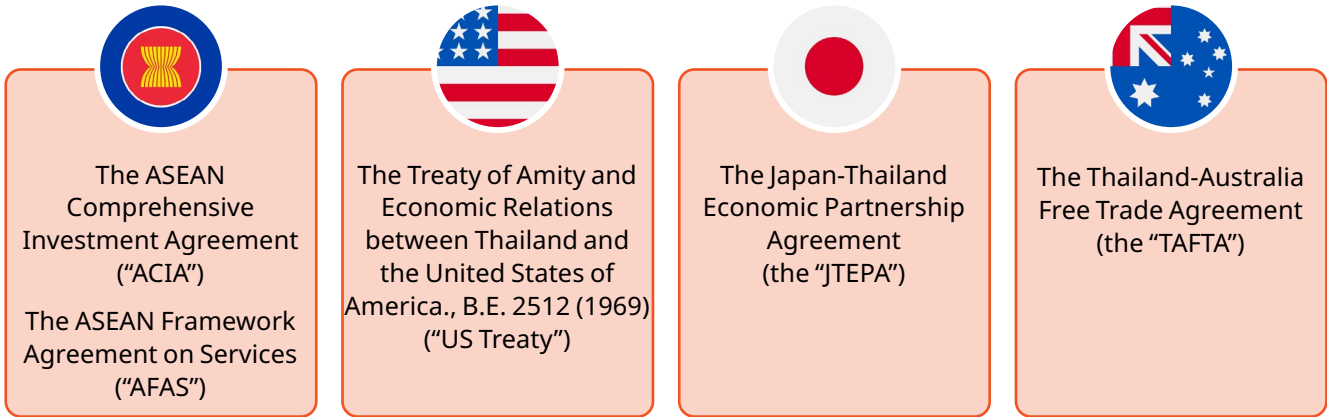 The ASEAN
Comprehensive
Investment Agreement
(“ACIA”)
The ASEAN Framework
Agreement on Services
(“AFAS”)
The Treaty of Amity and
Economic Relations
between Thailand and
the United States of
America., B.E. 2512 (1969)
(“US Treaty”)
The Japan-Thailand
Economic Partnership
Agreement
(the “JTEPA”)
The Thailand-Australia
Free Trade Agreement
(the “TAFTA”)